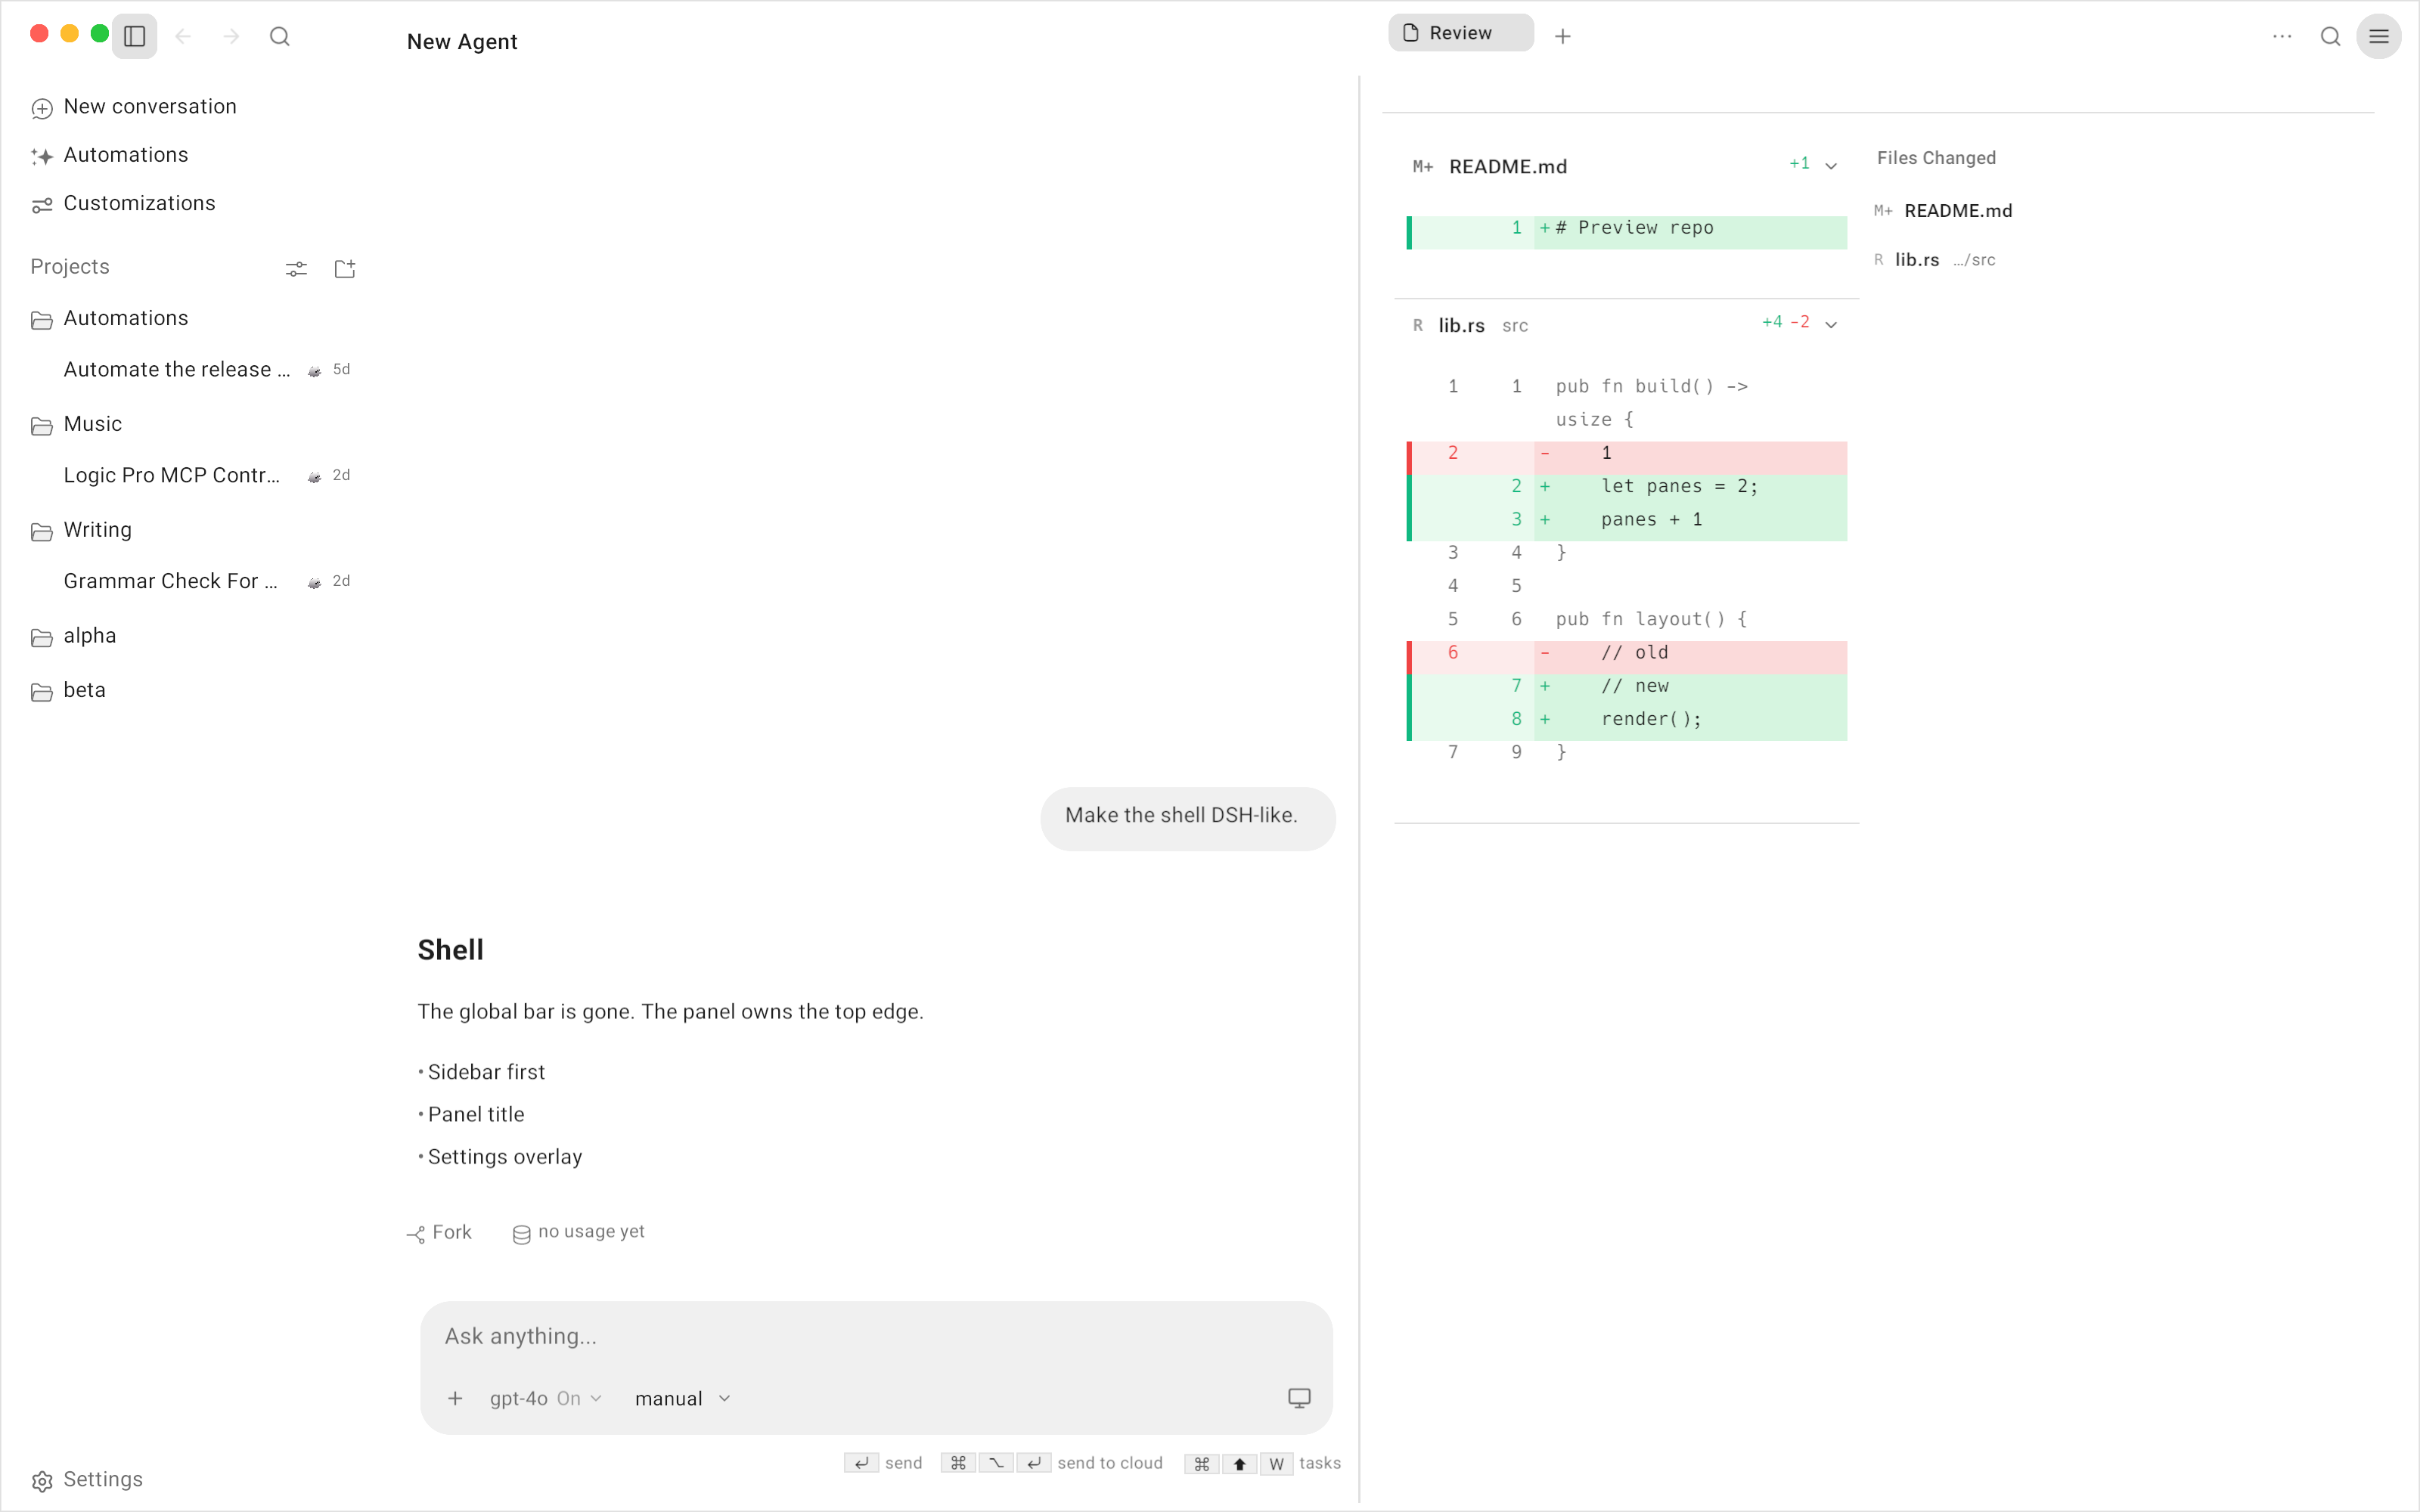 New Agent
New conversation
Automations
Customizations
Projects
Automations
Automate the release ... 5d
Music
Logic Pro MCP Contr... 2d
Writing
Grammar Check For ... 2d
alpha
beta
Settings
Make the shell DSH-like.
Shell
The global bar is gone. The panel owns the top edge.
• Sidebar first
• Panel title
• Settings overlay
Fork no usage yet
Ask anything...
+ gpt-4o On manual
↵ send ⌘ ⌥ ↵ send to cloud ⌘ ⬆ W tasks
Review +
M+ README.md +1
1 + # Preview repo
R lib.rs src +4 -2
1 1 pub fn build() ->
usize {
2 - 1
2 + let panes = 2;
3 + panes + 1
3 4 }
4 5
5 6 pub fn layout() {
6 - // old
7 + // new
8 + render();
7 9 }
Files Changed
M+ README.md
R lib.rs .../src